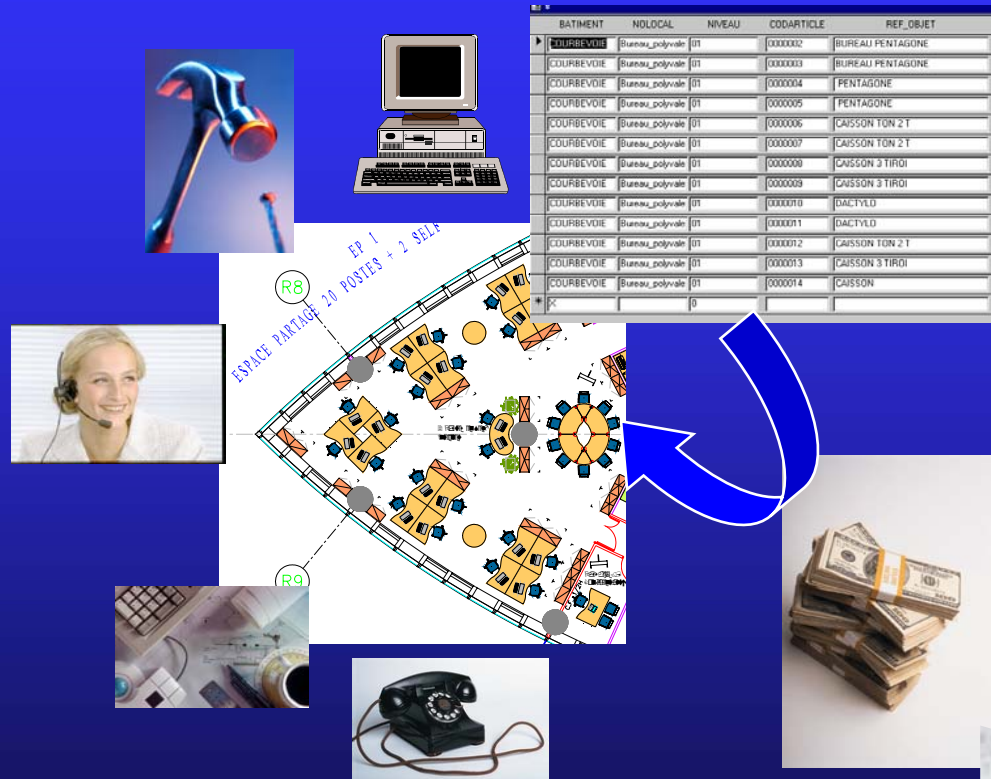 BATIMENT NOLOCAL NIVEAU CODARTICLE REF_OBJET
COURBEVOIE Bureau_polyvale 01 0000002 BUREAU PENTAGONE
COURBEVOIE Bureau_polyvale 01 0000003 BUREAU PENTAGONE
COURBEVOIE Bureau_polyvale 01 0000004 PENTAGONE
COURBEVOIE Bureau_polyvale 01 0000005 PENTAGONE
COURBEVOIE Bureau_polyvale 01 0000006 CAISSON TON 2 T
COURBEVOIE Bureau_polyvale 01 0000007 CAISSON TON 2 T
COURBEVOIE Bureau_polyvale 01 0000008 CAISSON 3 TIROI
COURBEVOIE Bureau_polyvale 01 0000009 CAISSON 3 TIROI
COURBEVOIE Bureau_polyvale 01 0000010 DACTYLO
COURBEVOIE Bureau_polyvale 01 0000011 DACTYLO
COURBEVOIE Bureau_polyvale 01 0000012 CAISSON TON 2 T
COURBEVOIE Bureau_polyvale 01 0000013 CAISSON 3 TIROI
COURBEVOIE Bureau_polyvale 01 0000014 CAISSON
* X 0
EP 1
ESPACE PARTAGE 20 POSTES + 2 SELF
R8
R9